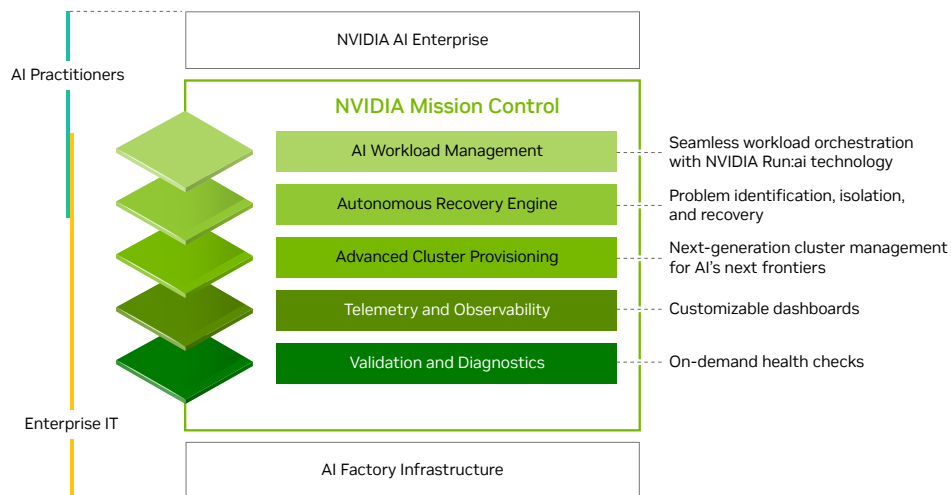 NVIDIA AI Enterprise
AI Practitioners
NVIDIA Mission Control
AI Workload Management
Seamless workload orchestration
with NVIDIA Run:ai technology
Autonomous Recovery Engine
Problem identification, isolation,
and recovery
Advanced Cluster Provisioning
Next-generation cluster management
for AI's next frontiers
Telemetry and Observability
Customizable dashboards
Validation and Diagnostics
On-demand health checks
Enterprise IT
AI Factory Infrastructure